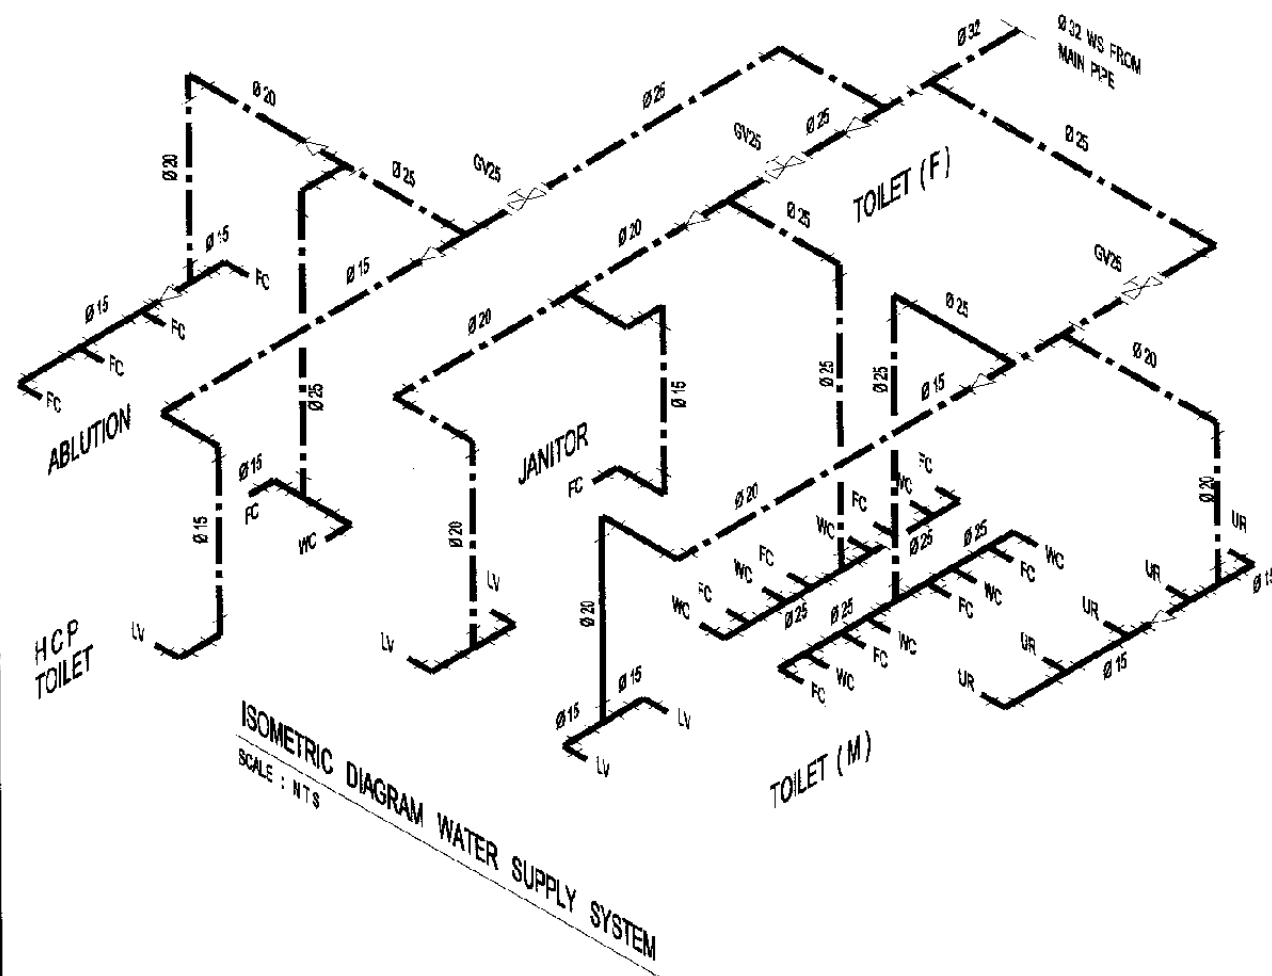 Ø 32
Ø 32 WS FROM
MAIN PIPE
Ø 20
Ø 25
GV25
Ø 25
Ø 25
TOILET ( F )
Ø 20
GV25
Ø 25
Ø 20
Ø 25
GV25
Ø 15
FC
Ø 15
Ø 15
FC
FC
FC
ABLUTION
Ø 25
Ø 20
Ø 25
Ø 25
Ø 25
Ø 15
Ø 15
Ø 20
JANITOR
FC
Ø 15
FC
WC
Ø 15
Ø 20
Ø 20
Ø 20
FC
WC
FC
WC
FC
WC
FC
WC
Ø 25
Ø 25
Ø 25
Ø 25
WC
FC
WC
FC
WC
FC
WC
FC
UR
UR
UR
UR
UR
Ø 15
Ø 15
LV
LV
LV
Ø 20
Ø 15
Ø 15
LV
LV
H C P
TOILET
TOILET ( M )
ISOMETRIC DIAGRAM WATER SUPPLY SYSTEM
SCALE : N T S